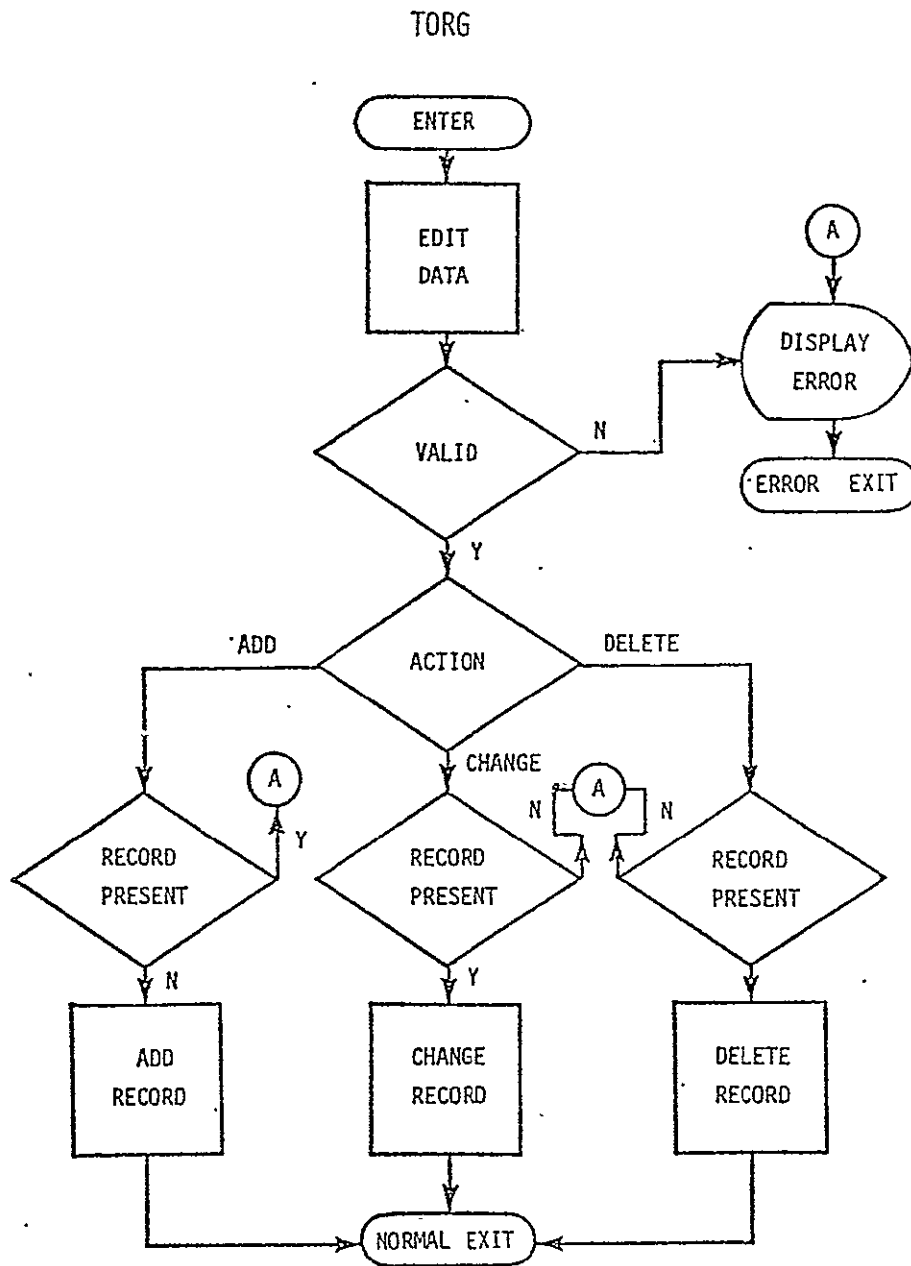 TORG
ENTER
EDIT
DATA
A
DISPLAY
ERROR
VALID
N
ERROR EXIT
Y
ACTION
ADD
DELETE
CHANGE
A
Y
N
A
N
RECORD
PRESENT
RECORD
PRESENT
RECORD
PRESENT
N
Y
ADD
RECORD
CHANGE
RECORD
DELETE
RECORD
NORMAL EXIT